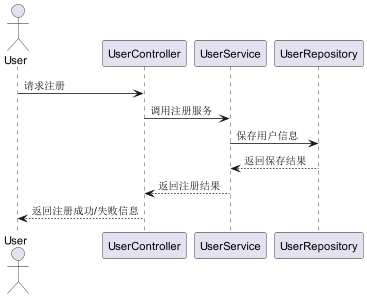 User
UserController
UserService
UserRepository
请求注册
调用注册服务
保存用户信息
返回保存结果
返回注册结果
返回注册成功/失败信息
User
UserController
UserService
UserRepository